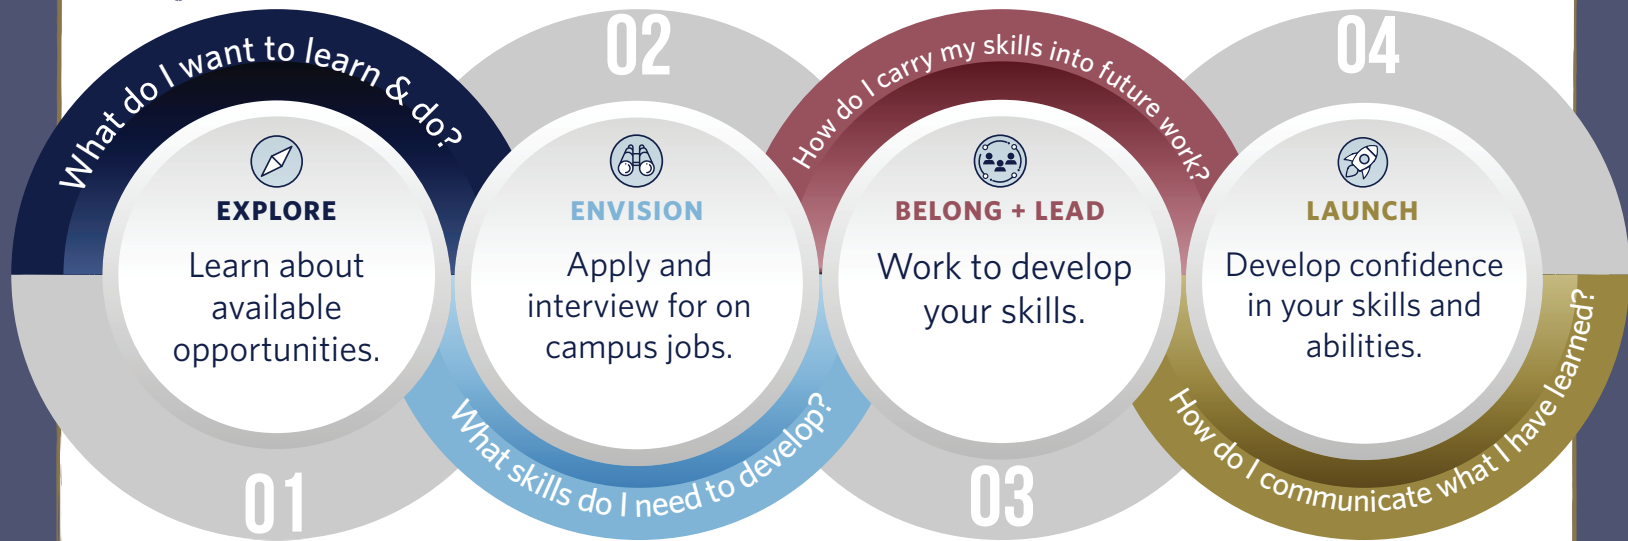 What do I want to learn & do?
EXPLORE
Learn about
available
opportunities.
01
02
ENVISION
Apply and
interview for on
campus jobs.
What skills do I need to develop?
How do I carry my skills into future work?
BELONG + LEAD
Work to develop
your skills.
03
04
LAUNCH
Develop confidence
in your skills and
abilities.
How do I communicate what I have learned?